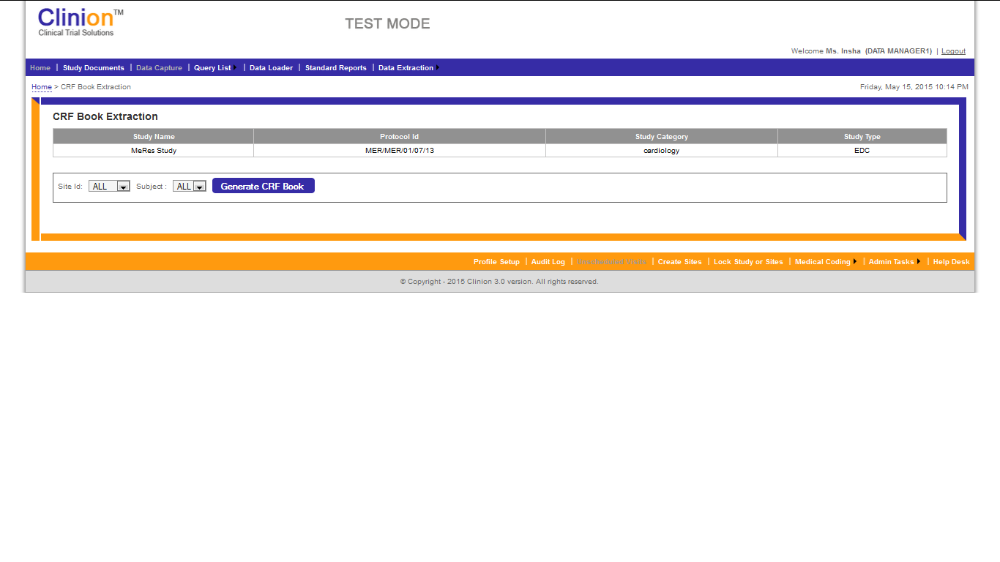 Clinion™
Clinical Trial Solutions
TEST MODE
Welcome Ms. Insha (DATA MANAGER1) | Logout
Home | Study Documents | Data Capture | Query List | Data Loader | Standard Reports | Data Extraction
Home > CRF Book Extraction Friday, May 15, 2015 10:14 PM
CRF Book Extraction
Study Name Protocol Id Study Category Study Type
MeRes Study MER/MER/01/07/13 cardiology EDC
Site Id: ALL Subject : ALL Generate CRF Book
Profile Setup | Audit Log | Unscheduled Visits | Create Sites | Lock Study or Sites | Medical Coding | Admin Tasks | Help Desk
© Copyright - 2015 Clinion 3.0 version. All rights reserved.